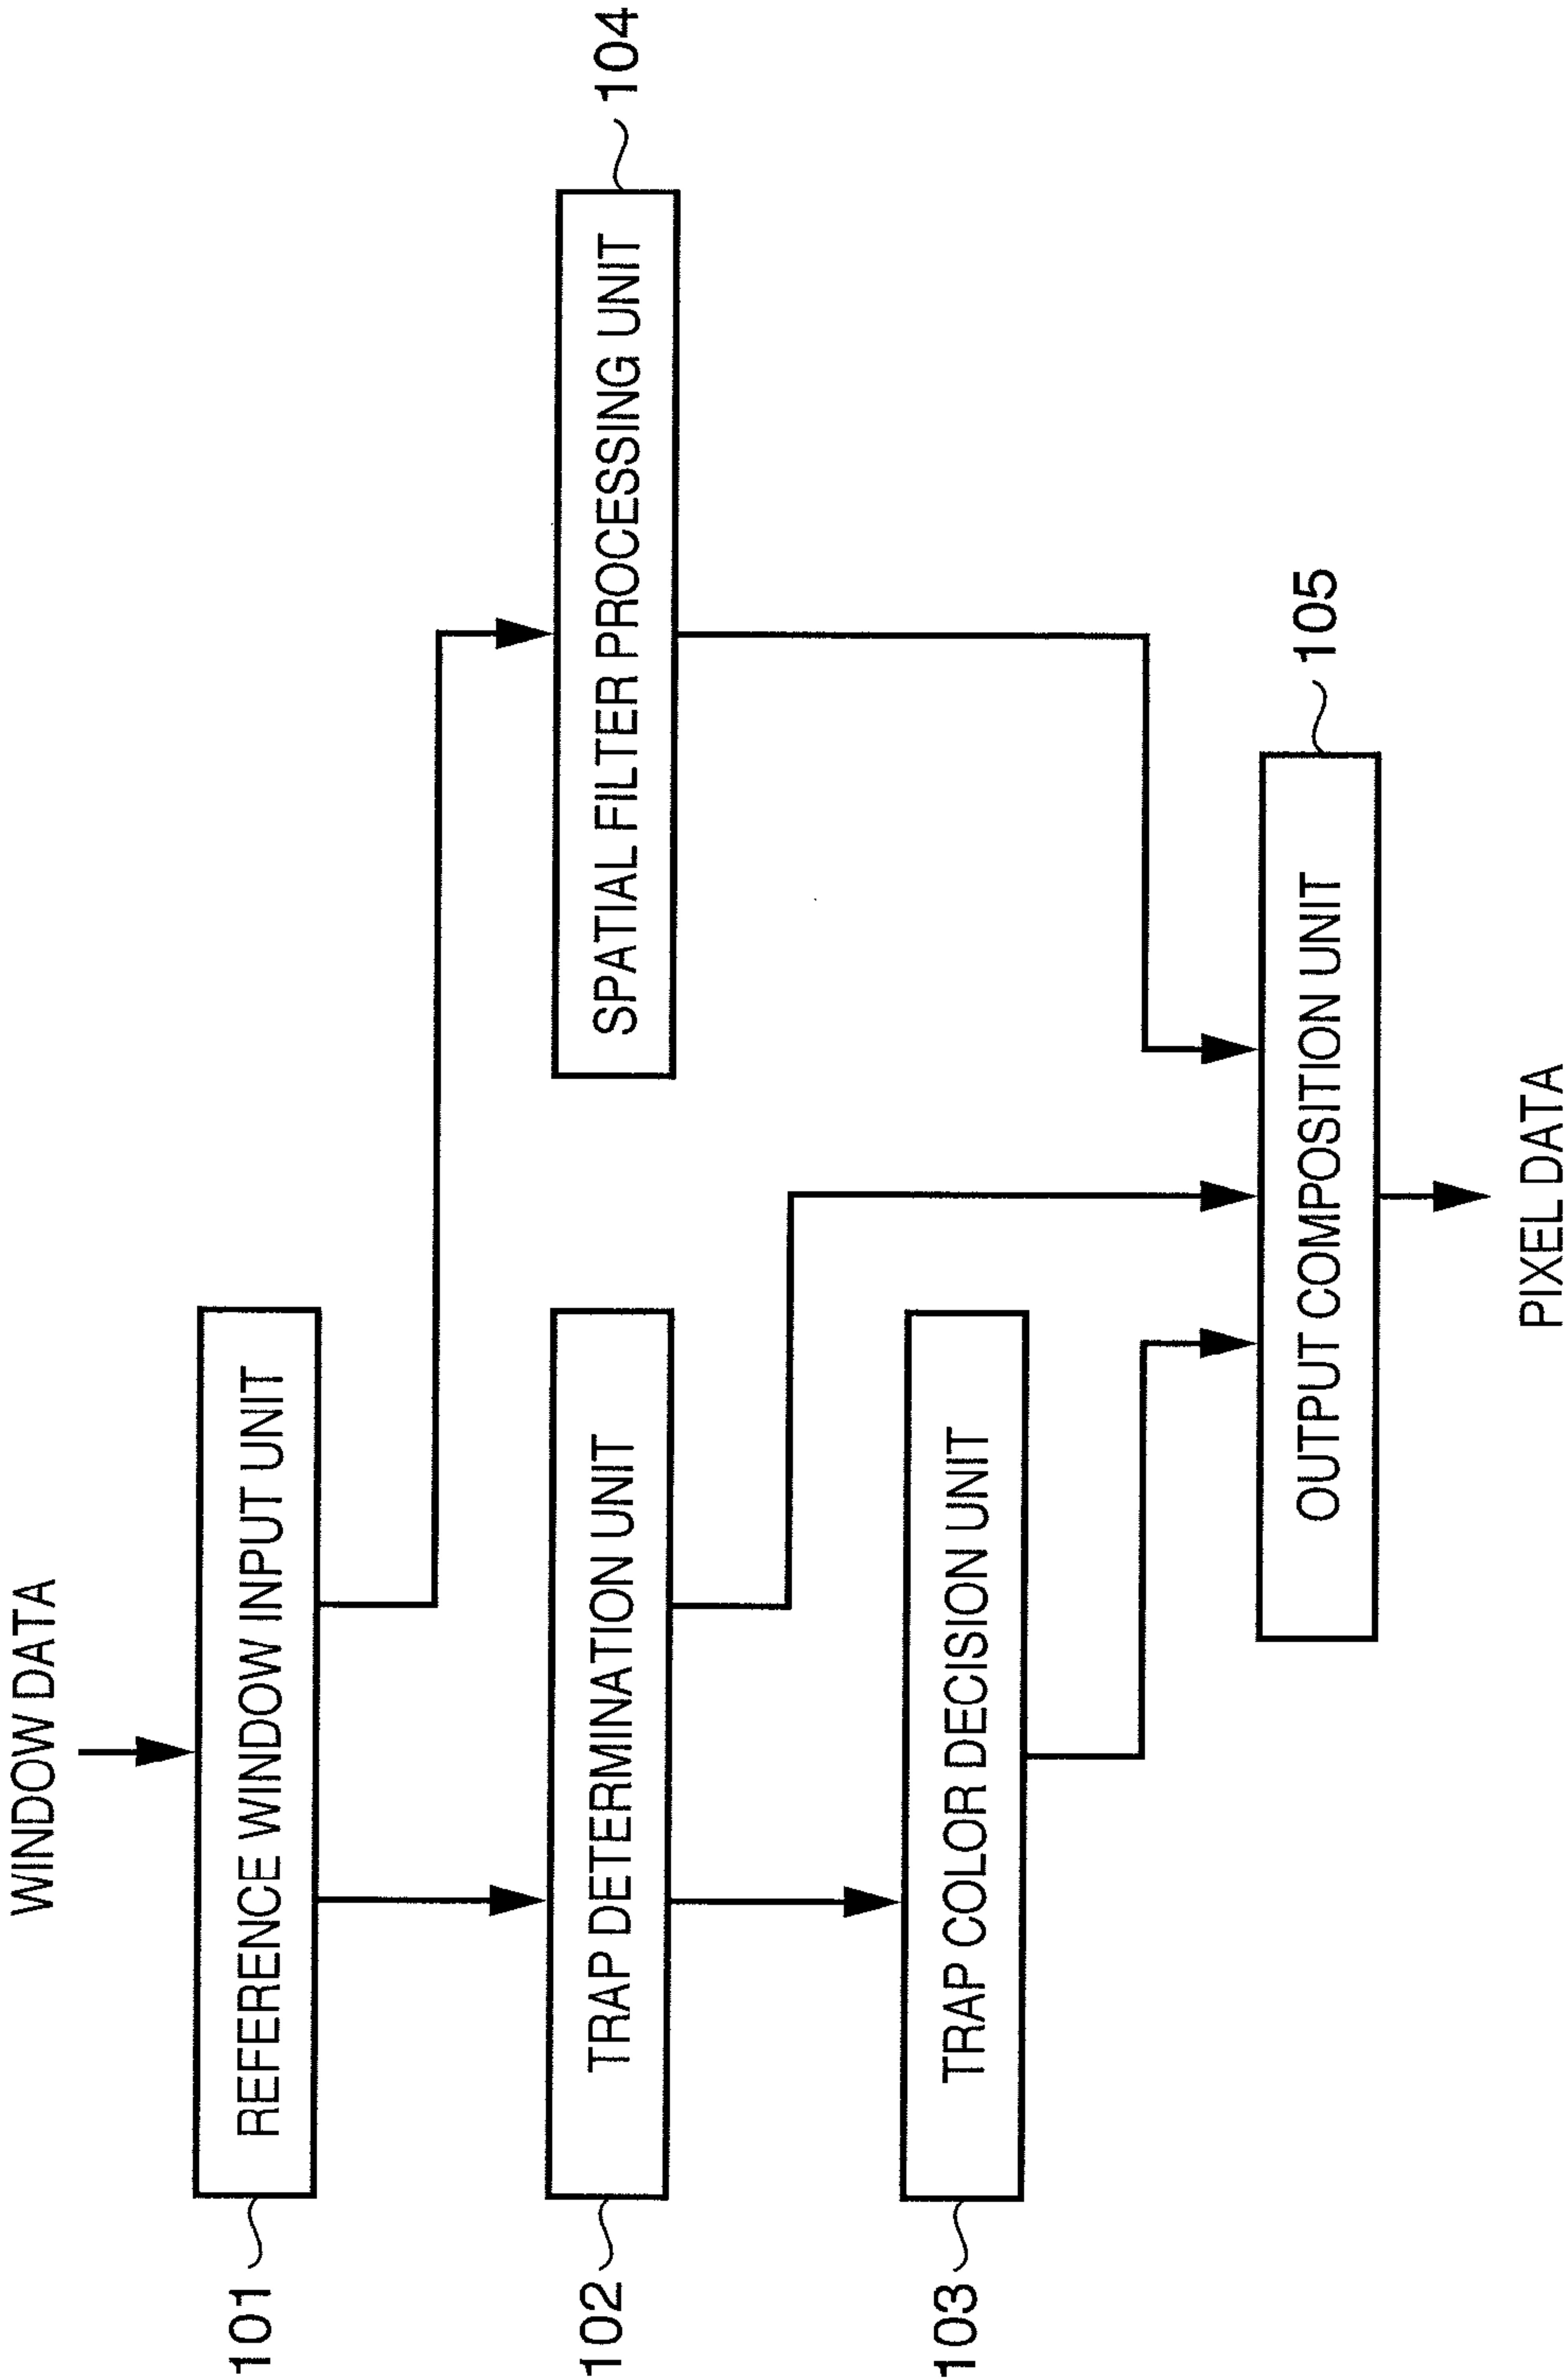 WINDOW DATA
101
REFERENCE WINDOW INPUT UNIT
102
TRAP DETERMINATION UNIT
SPATIAL FILTER PROCESSING UNIT
104
103
TRAP COLOR DECISION UNIT
OUTPUT COMPOSITION UNIT
105
PIXEL DATA